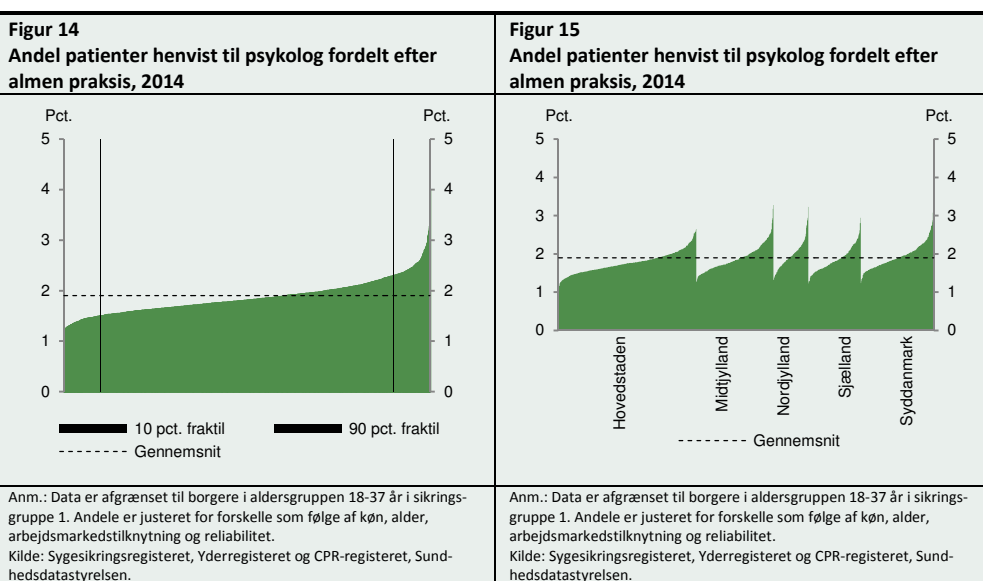 Figur 14
Andel patienter henvist til psykolog fordelt efter
almen praksis, 2014
Pct.
Pct.
5
5
4
4
3
3
2
2
1
1
0
0
10 pct. fraktil
90 pct. fraktil
Gennemsnit
Anm.: Data er afgrænset til borgere i aldersgruppen 18-37 år i sikrings-
gruppe 1. Andele er justeret for forskelle som følge af køn, alder,
arbejdsmarkedstilknytning og reliabilitet.
Kilde: Sygesikringsregisteret, Yderregisteret og CPR-registeret, Sund-
hedsdatastyrelsen.
Figur 15
Andel patienter henvist til psykolog fordelt efter
almen praksis, 2014
Pct.
Pct.
5
5
4
4
3
3
2
2
1
1
0
0
Hovedstaden
Midtjylland
Nordjylland
Sjælland
Syddanmark
Gennemsnit
Anm.: Data er afgrænset til borgere i aldersgruppen 18-37 år i sikrings-
gruppe 1. Andele er justeret for forskelle som følge af køn, alder,
arbejdsmarkedstilknytning og reliabilitet.
Kilde: Sygesikringsregisteret, Yderregisteret og CPR-registeret, Sund-
hedsdatastyrelsen.